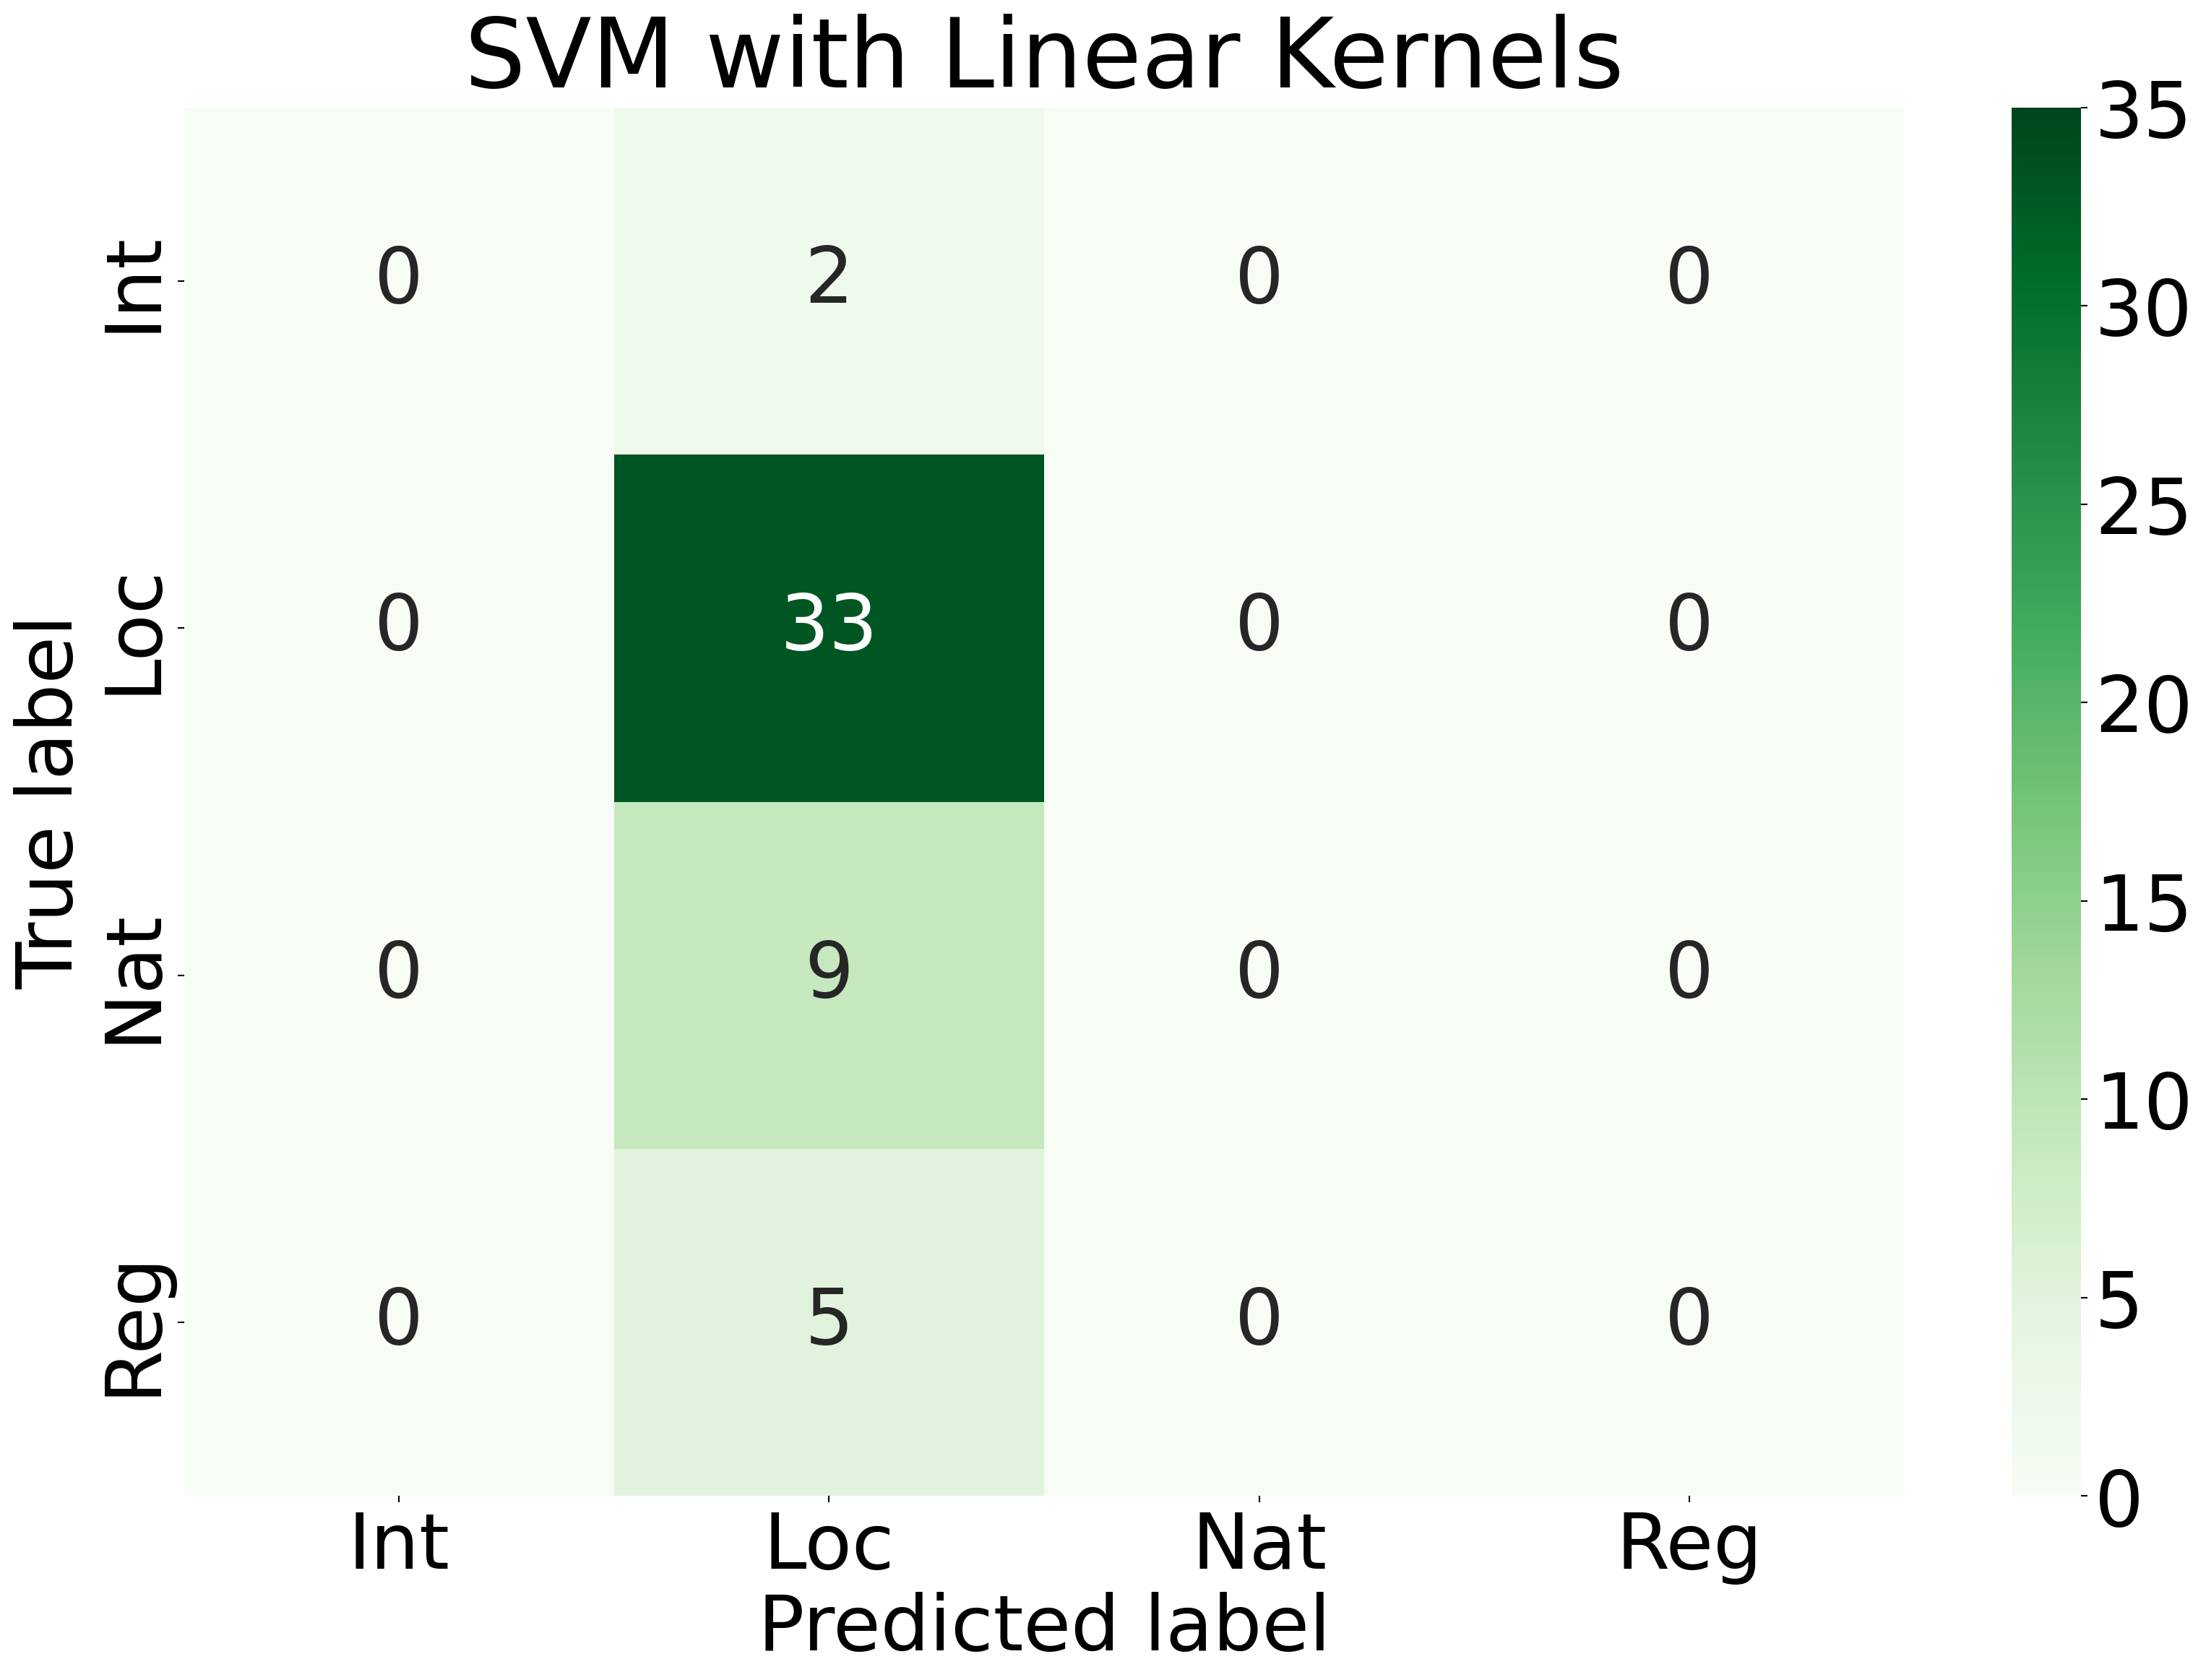 SVM with Linear Kernels
True label
Int
0 2 0 0
Loc
0 33 0 0
Nat
0 9 0 0
Reg
0 5 0 0
Int Loc Nat Reg
Predicted label
35
30
25
20
15
10
5
0